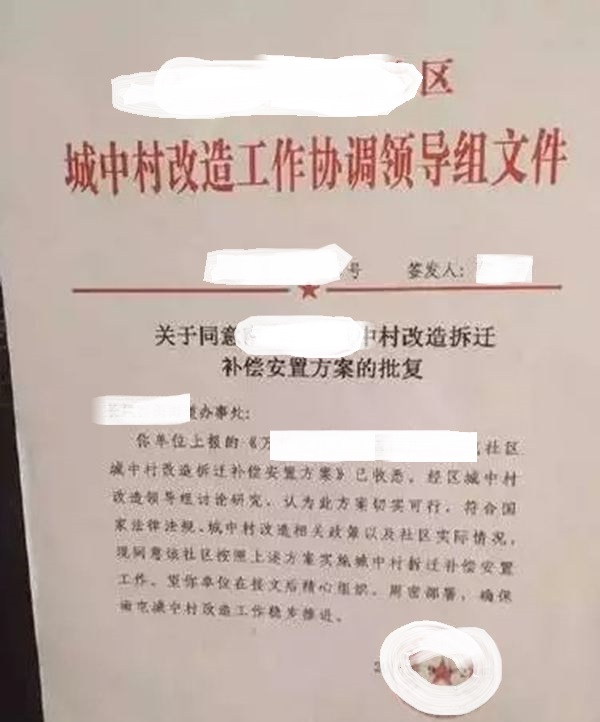 区
城中村改造工作协调领导组文件
号 签发人:
关于同意 中村改造拆迁
补偿安置方案的批复
办事处:
你单位上报的《万 社区
城中村改造拆迁补偿安置方案》已收悉。经区城中村
改造领导组讨论研究,认为此方案切实可行,符合国
家法律法规、城中村改造相关政策以及社区实际情况,
现同意该社区按照上述方案实施城中村拆迁补偿安置
工作。望你单位在接文后精心组织,周密部署,确保
城中村改造工作稳步推进。